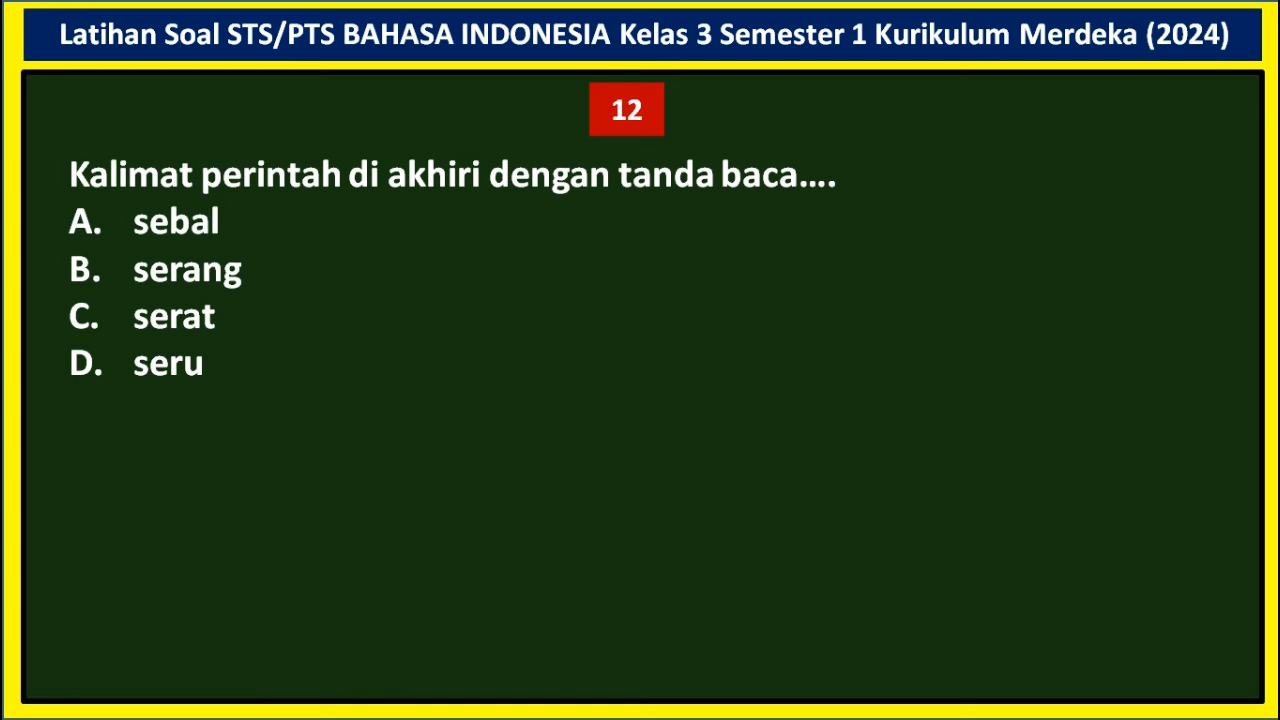 Latihan Soal STS/PTS BAHASA INDONESIA Kelas 3 Semester 1 Kurikulum Merdeka (2024)
12
Kalimat perintah di akhiri dengan tanda baca....
A. sebal
B. serang
C. serat
D. seru